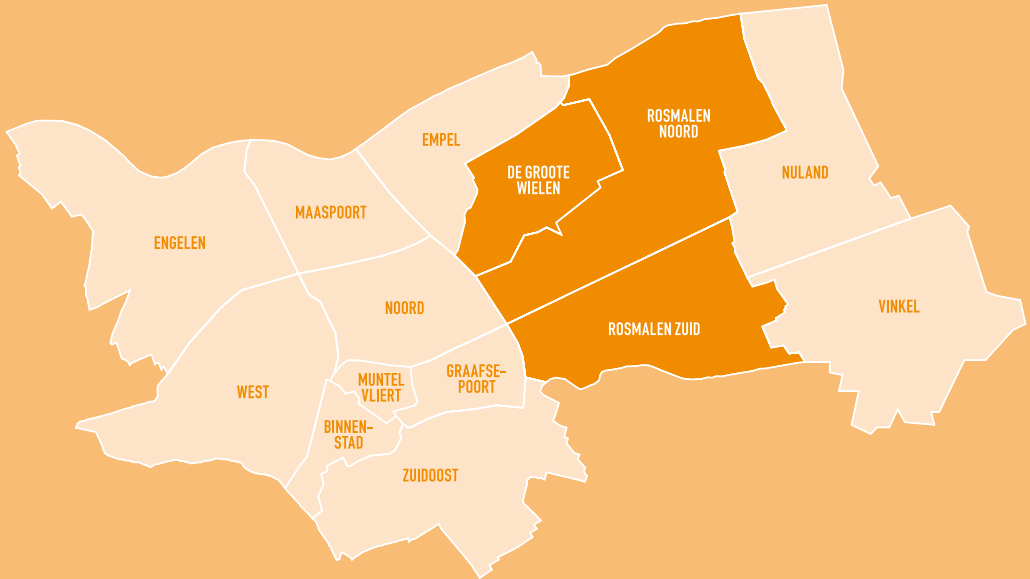 ROSMALEN
NOORD
EMPEL
DE GROOTE
WIELEN
NULAND
MAASPOORT
ENGELEN
NOORD
VINKEL
ROSMALEN ZUID
GRAAFSE-
POORT
MUNTEL
VLIERT
WEST
BINNEN-
STAD
ZUIDOOST